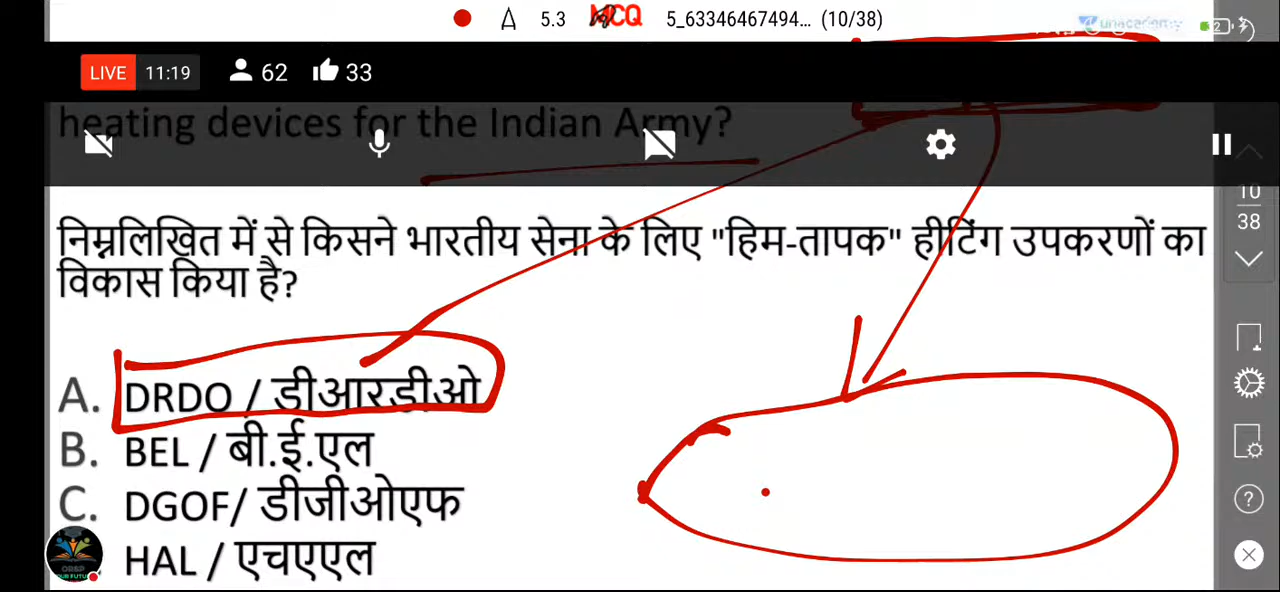 5.3 MCQ 5_63346467494... (10/38)
unacademy
LIVE 11:19 62 33
heating devices for the Indian Army?
10
38
निम्नलिखित में से किसने भारतीय सेना के लिए "हिम-तापक" हीटिंग उपकरणों का
विकास किया है?
A. DRDO / डीआरडीओ
B. BEL / बी.ई.एल
C. DGOF/ डीजीओएफ
HAL / एचएएल